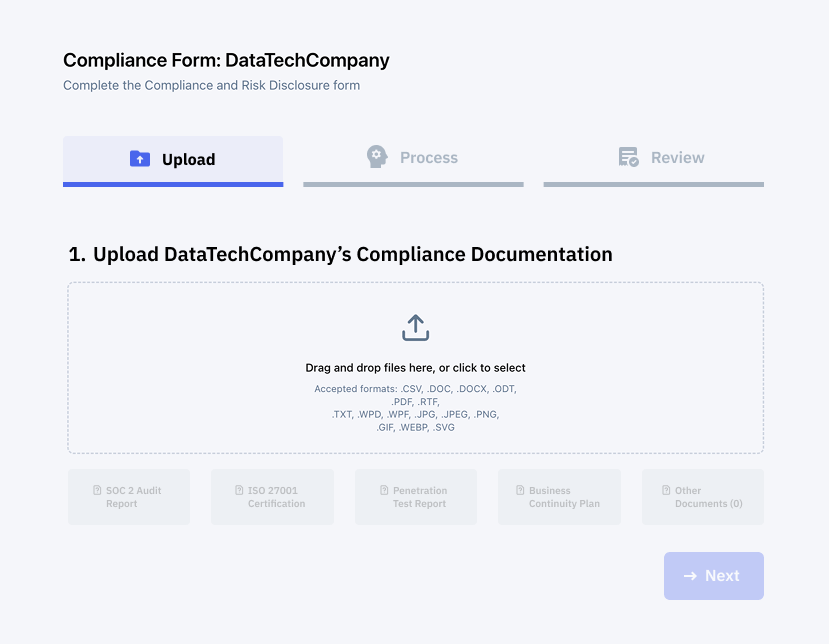 Compliance Form: DataTechCompany
Complete the Compliance and Risk Disclosure form
Upload
Process
Review
1. Upload DataTechCompany’s Compliance Documentation
Drag and drop files here, or click to select
Accepted formats: .CSV, .DOC, .DOCX, .ODT,
.PDF, .RTF,
.TXT, .WPD, .WPF, .JPG, .JPEG, .PNG,
.GIF, .WEBP, .SVG
SOC 2 Audit
Report
ISO 27001
Certification
Penetration
Test Report
Business
Continuity Plan
Other
Documents (0)
→ Next